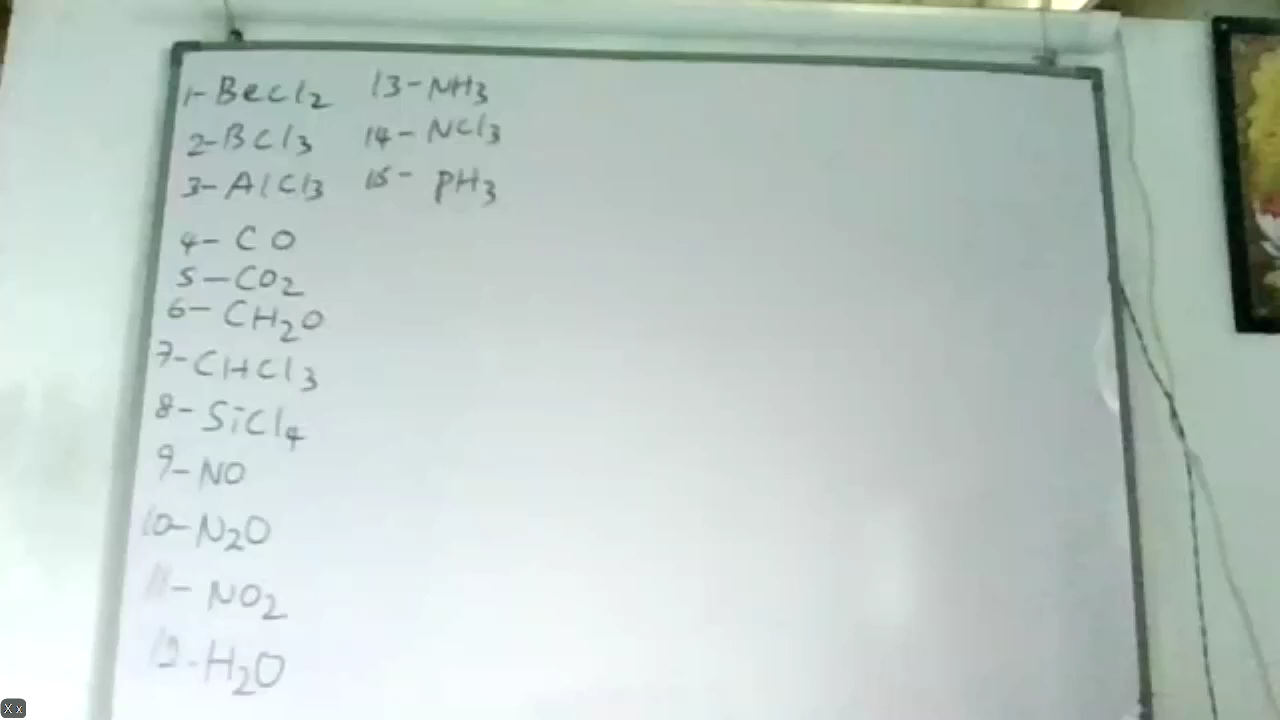 1-BeCl2
2-BCl3
3-AlCl3
4-CO
5-CO2
6-CH2O
7-CHCl3
8-SiCl4
9-NO
10-N2O
11-NO2
12-H2O
13-NH3
14-NCl3
15-PH3
X x